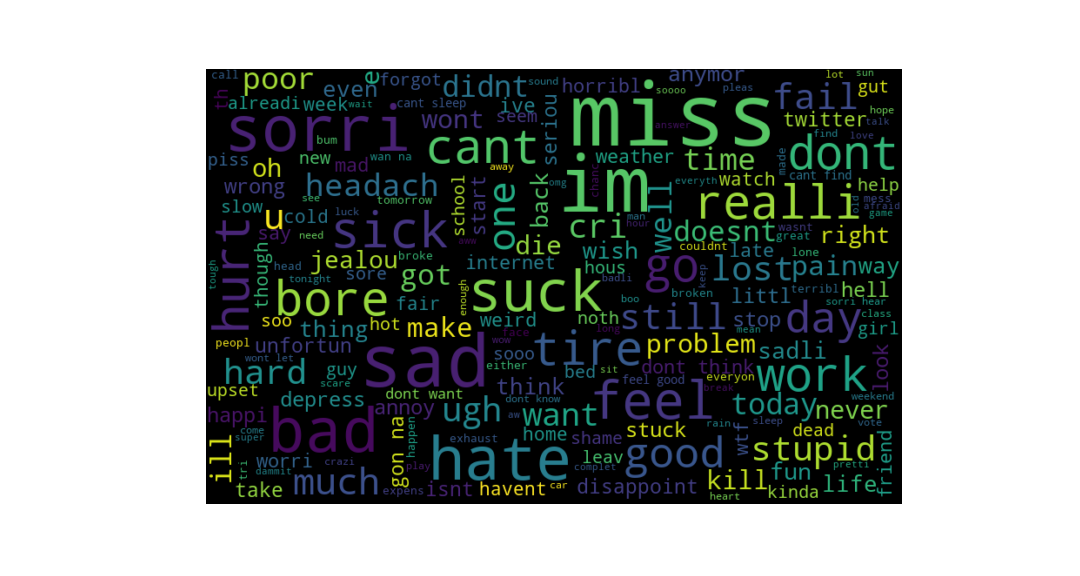 call
poor
e
forgot
didnt
sound
horribl
anymor
pleas
lot
sun
th
even
soooo
fail
gut
alreadi
week
wait
cant sleep
ive
seriou
miss
hope
sorri
wont
seem
answer
twitter
talk
bum
cant
weather
time
find
love
piss
oh
new
mad
wan na
away
chanc
im
made
dont
wrong
headach
see
tomorrow
school
start
one
omg
back
everyth
watch
cant find
help
slow
u
cold
luck
sick
man
hour
well
realli
old
mess
afraid
game
hurt
say
need
aww
die
cri
doesnt
wasnt
great
right
though
jealou
broke
internet
wish
couldnt
late
lone
tough
head
sore
got
hous
badli
go
keep
lost
pain
way
tonight
bore
fair
enough
suck
boo
broken
littl
terribl
hell
sorri hear
soo
thing
hot
make
weird
noth
long
still
stop
day
class
girl
peopl
unfortun
face
wow
sooo
tire
mean
problem
sadli
look
wont let
scare
guy
sad
either
bed
sit
dont think
hard
think
feel good
everyon
work
upset
depress
dont want
dont know
feel
break
weekend
happi
annoy
ugh
aw
want
today
never
come
super
bad
gon na
happen
exhaust
home
shame
stuck
rain
wtf
sleep
dead
vote
ill
tri
worri
crazi
play
hate
leav
good
stupid
pretti
friend
dammit
complet
fun
take
much
expens
isnt
havent
car
disappoint
kill
heart
kinda
life